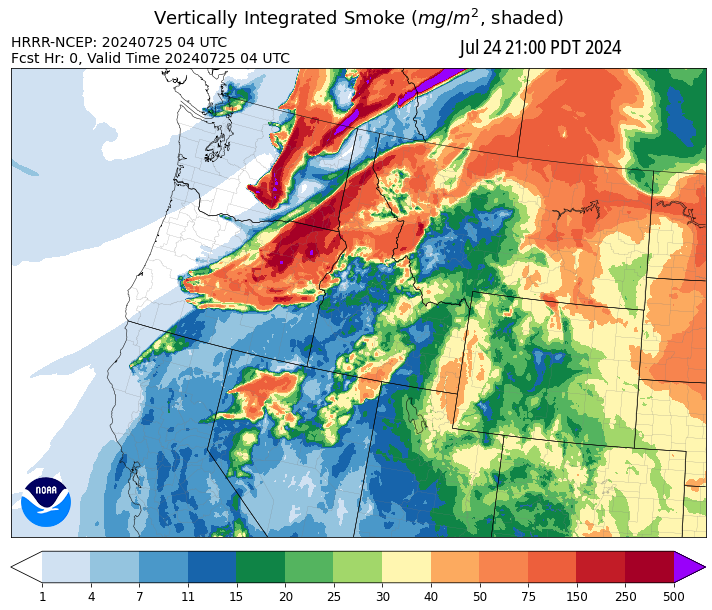 Vertically Integrated Smoke (mg/m², shaded)
HRRR-NCEP: 20240725 04 UTC
Jul 24 21:00 PDT 2024
Fcst Hr: 0, Valid Time 20240725 04 UTC
NOAA
1 4 7 11 15 20 25 30 40 50 75 150 250 500